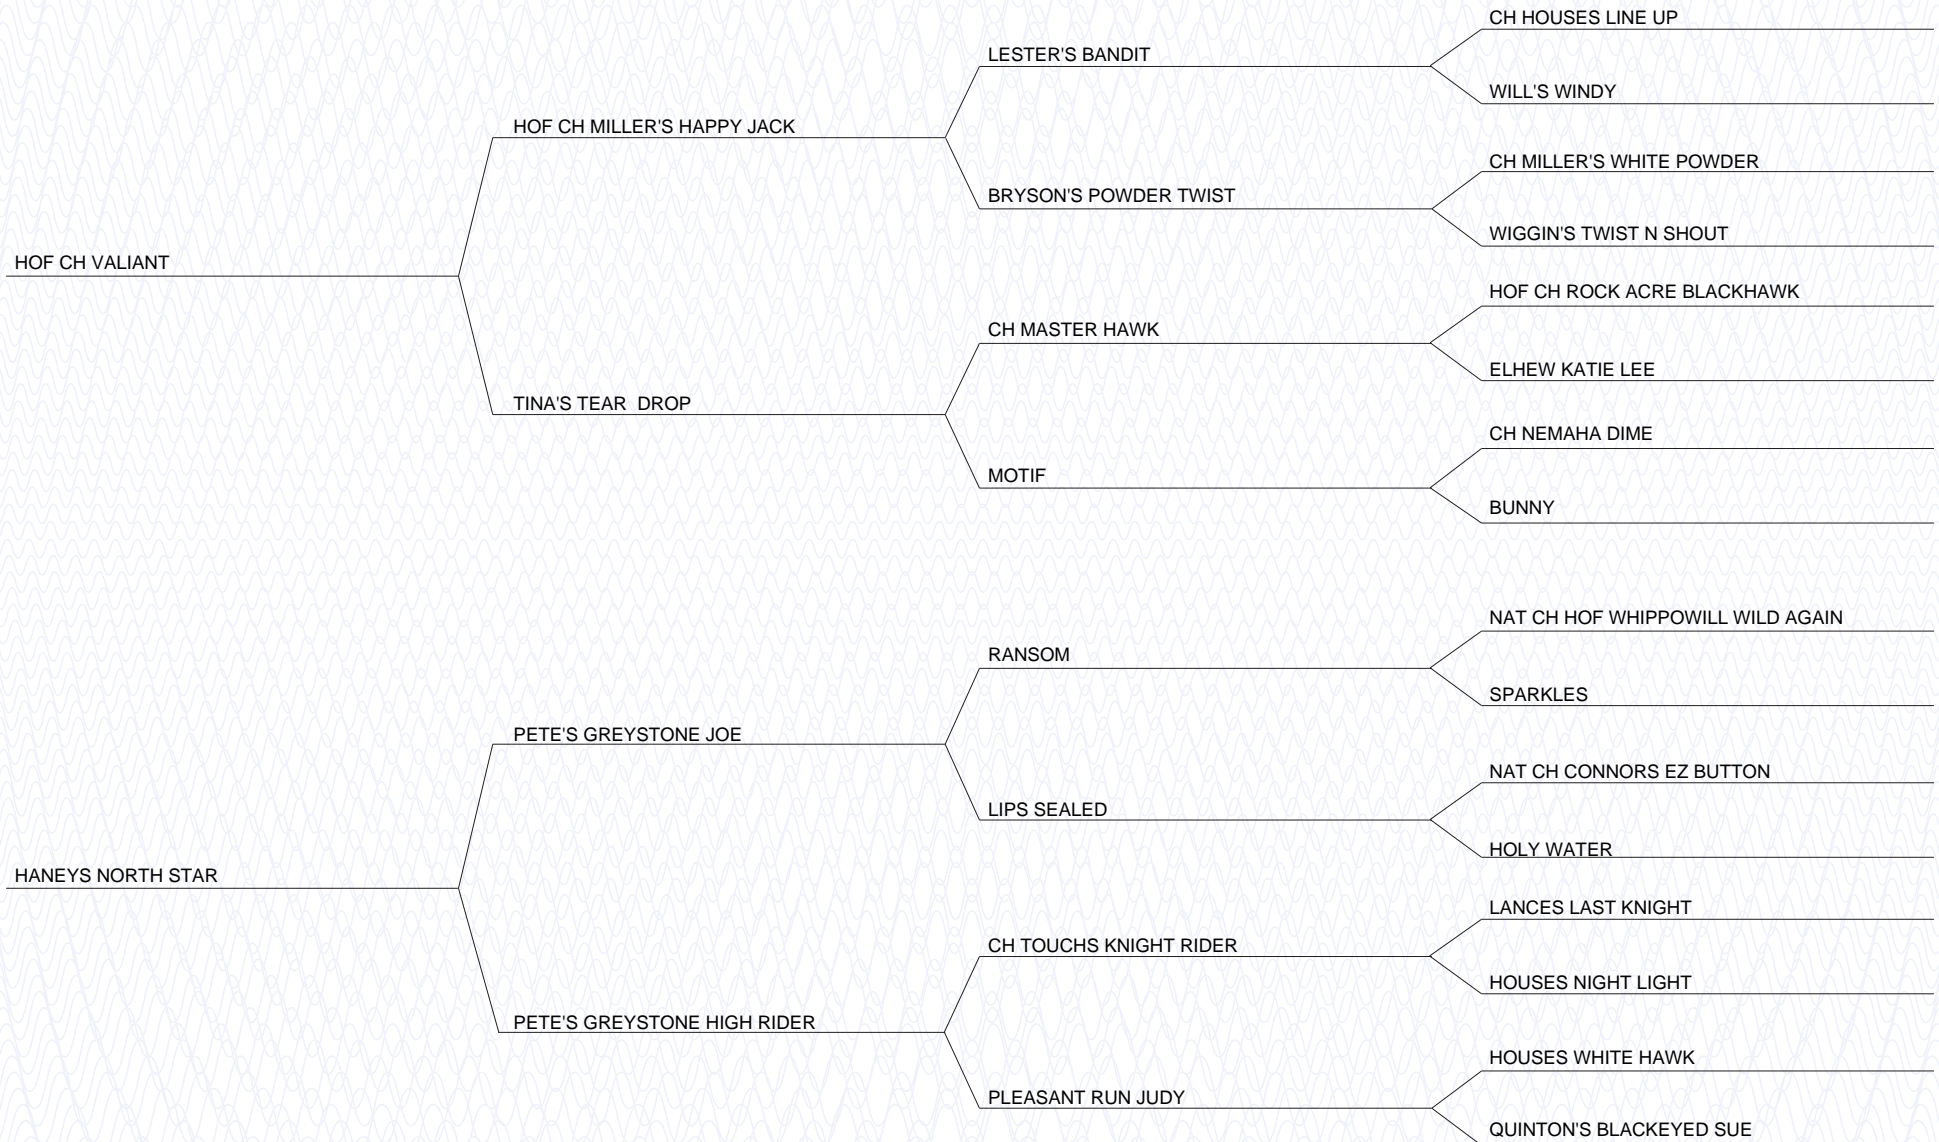 CH HOUSES LINE UP
LESTER'S BANDIT
WILL'S WINDY
HOF CH MILLER'S HAPPY JACK
CH MILLER'S WHITE POWDER
BRYSON'S POWDER TWIST
WIGGIN'S TWIST N SHOUT
HOF CH VALIANT
HOF CH ROCK ACRE BLACKHAWK
CH MASTER HAWK
ELHEW KATIE LEE
TINA'S TEAR  DROP
CH NEMAHA DIME
MOTIF
BUNNY
NAT CH HOF WHIPPOWILL WILD AGAIN
RANSOM
SPARKLES
PETE'S GREYSTONE JOE
NAT CH CONNORS EZ BUTTON
LIPS SEALED
HOLY WATER
HANEYS NORTH STAR
LANCES LAST KNIGHT
CH TOUCHS KNIGHT RIDER
HOUSES NIGHT LIGHT
PETE'S GREYSTONE HIGH RIDER
HOUSES WHITE HAWK
PLEASANT RUN JUDY
QUINTON'S BLACKEYED SUE